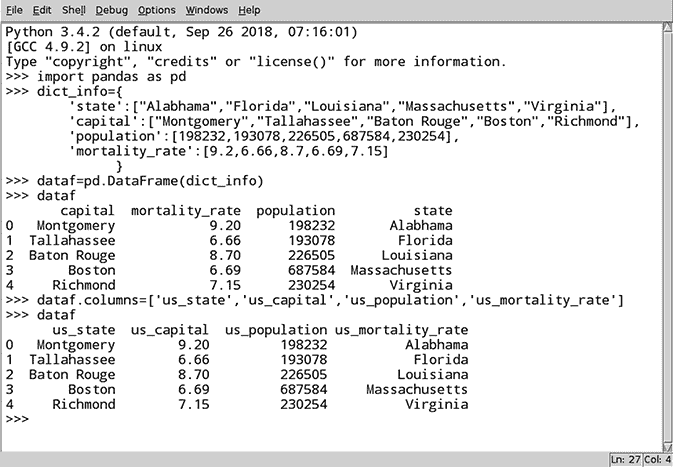 File Edit Shell Debug Options Windows Help
Python 3.4.2 (default, Sep 26 2018, 07:16:01)
[GCC 4.9.2] on linux
Type "copyright", "credits" or "license()" for more information.
>>> import pandas as pd
>>> dict_info={
        'state':["Alabhama","Florida","Louisiana","Massachusetts","Virginia"],
        'capital':["Montgomery","Tallahassee","Baton Rouge","Boston","Richmond"],
        'population':[198232,193078,226505,687584,230254],
        'mortality_rate':[9.2,6.66,8.7,6.69,7.15]
              }
>>> dataf=pd.DataFrame(dict_info)
>>> dataf
       capital  mortality_rate  population          state
0   Montgomery            9.20      198232       Alabhama
1  Tallahassee            6.66      193078        Florida
2  Baton Rouge            8.70      226505      Louisiana
3       Boston            6.69      687584  Massachusetts
4     Richmond            7.15      230254       Virginia
>>> dataf.columns=['us_state','us_capital','us_population','us_mortality_rate']
>>> dataf
      us_state  us_capital  us_population us_mortality_rate
0   Montgomery        9.20         198232          Alabhama
1  Tallahassee        6.66         193078           Florida
2  Baton Rouge        8.70         226505         Louisiana
3       Boston        6.69         687584     Massachusetts
4     Richmond        7.15         230254          Virginia
>>>
Ln: 27 Col: 4